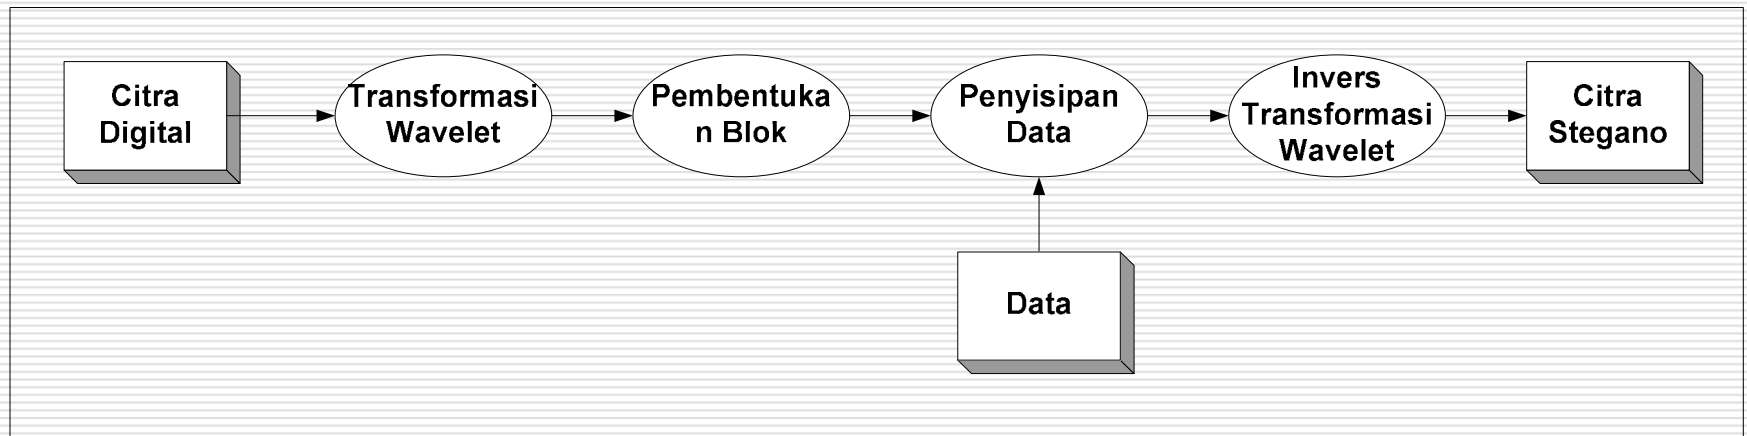 Citra
Digital
Transformasi
Wavelet
Pembentuka
n Blok
Penyisipan
Data
Invers
Transformasi
Wavelet
Citra
Stegano
Data